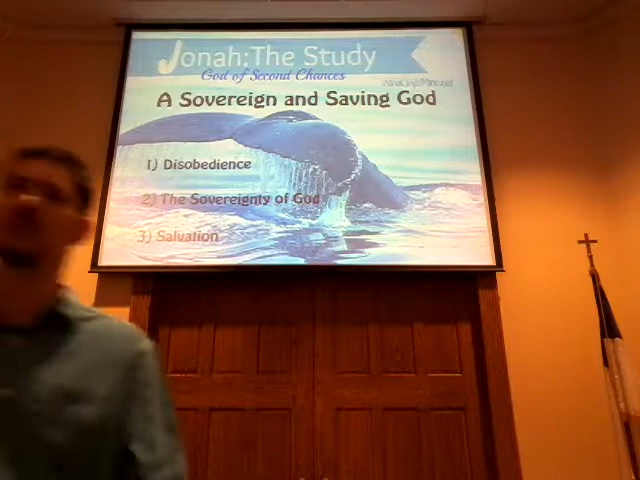 Jonah:The Study
God of Second Chances
A Sovereign and Saving God
1) Disobedience
2) The Sovereignty of God
3) Salvation